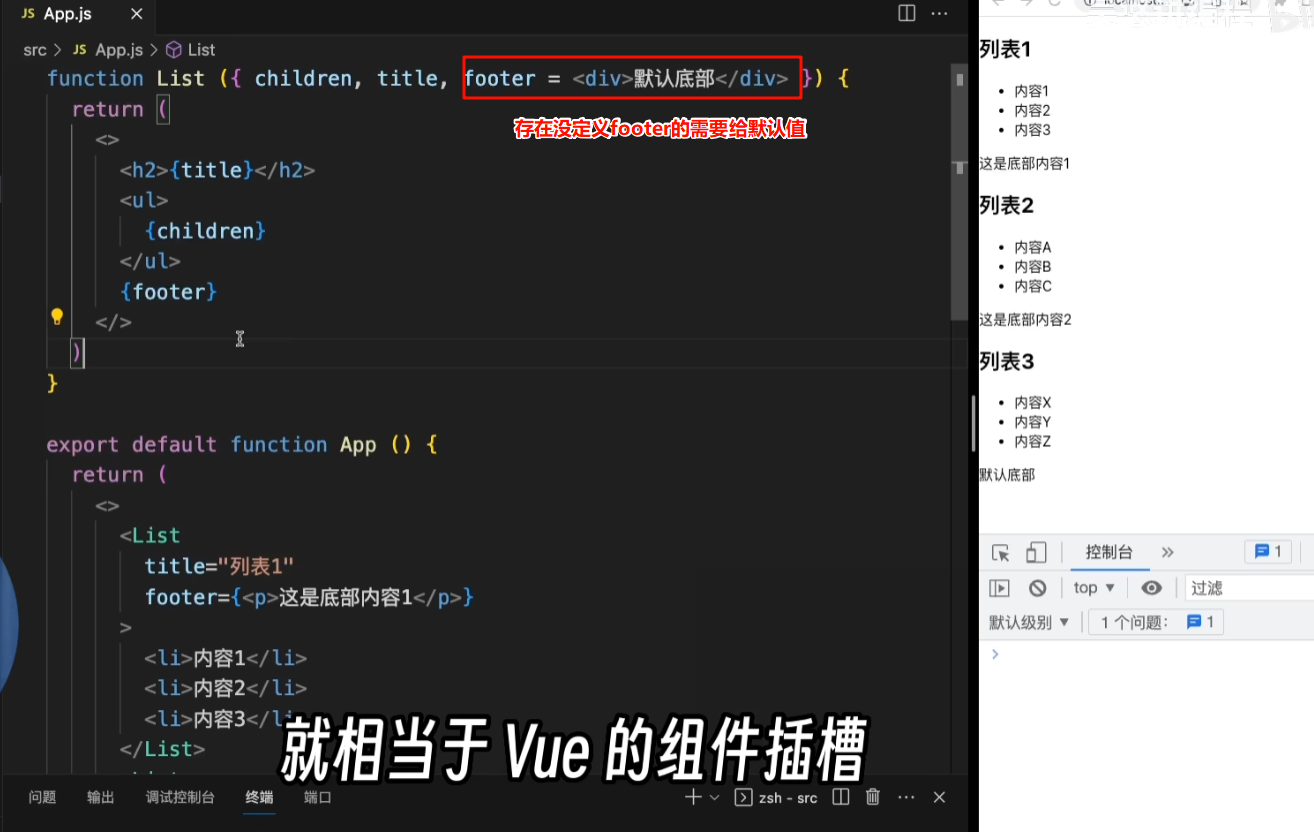 JS App.js
src > JS App.js > List
function List ({ children, title, footer = <div>默认底部</div> }) {
存在没定义footer的需要给默认值
return (
<>
<h2>{title}</h2>
<ul>
{children}
</ul>
{footer}
</>
)
}
export default function App () {
return (
<>
<List
title="列表1"
footer={<p>这是底部内容1</p>}
>
<li>内容1</li>
<li>内容2</li>
<li>内容3</li>
</List>
就相当于 Vue 的组件插槽
问题 输出 调试控制台 终端 端口
zsh - src
列表1
内容1
内容2
内容3
这是底部内容1
列表2
内容A
内容B
内容C
这是底部内容2
列表3
内容X
内容Y
内容Z
默认底部
控制台 1
top 过滤
默认级别 1 个问题: 1